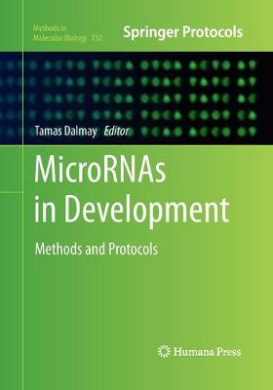 Methods in
Molecular Biology 732
Springer Protocols
Tamas Dalmay Editor
MicroRNAs
in Development
Methods and Protocols
Humana Press